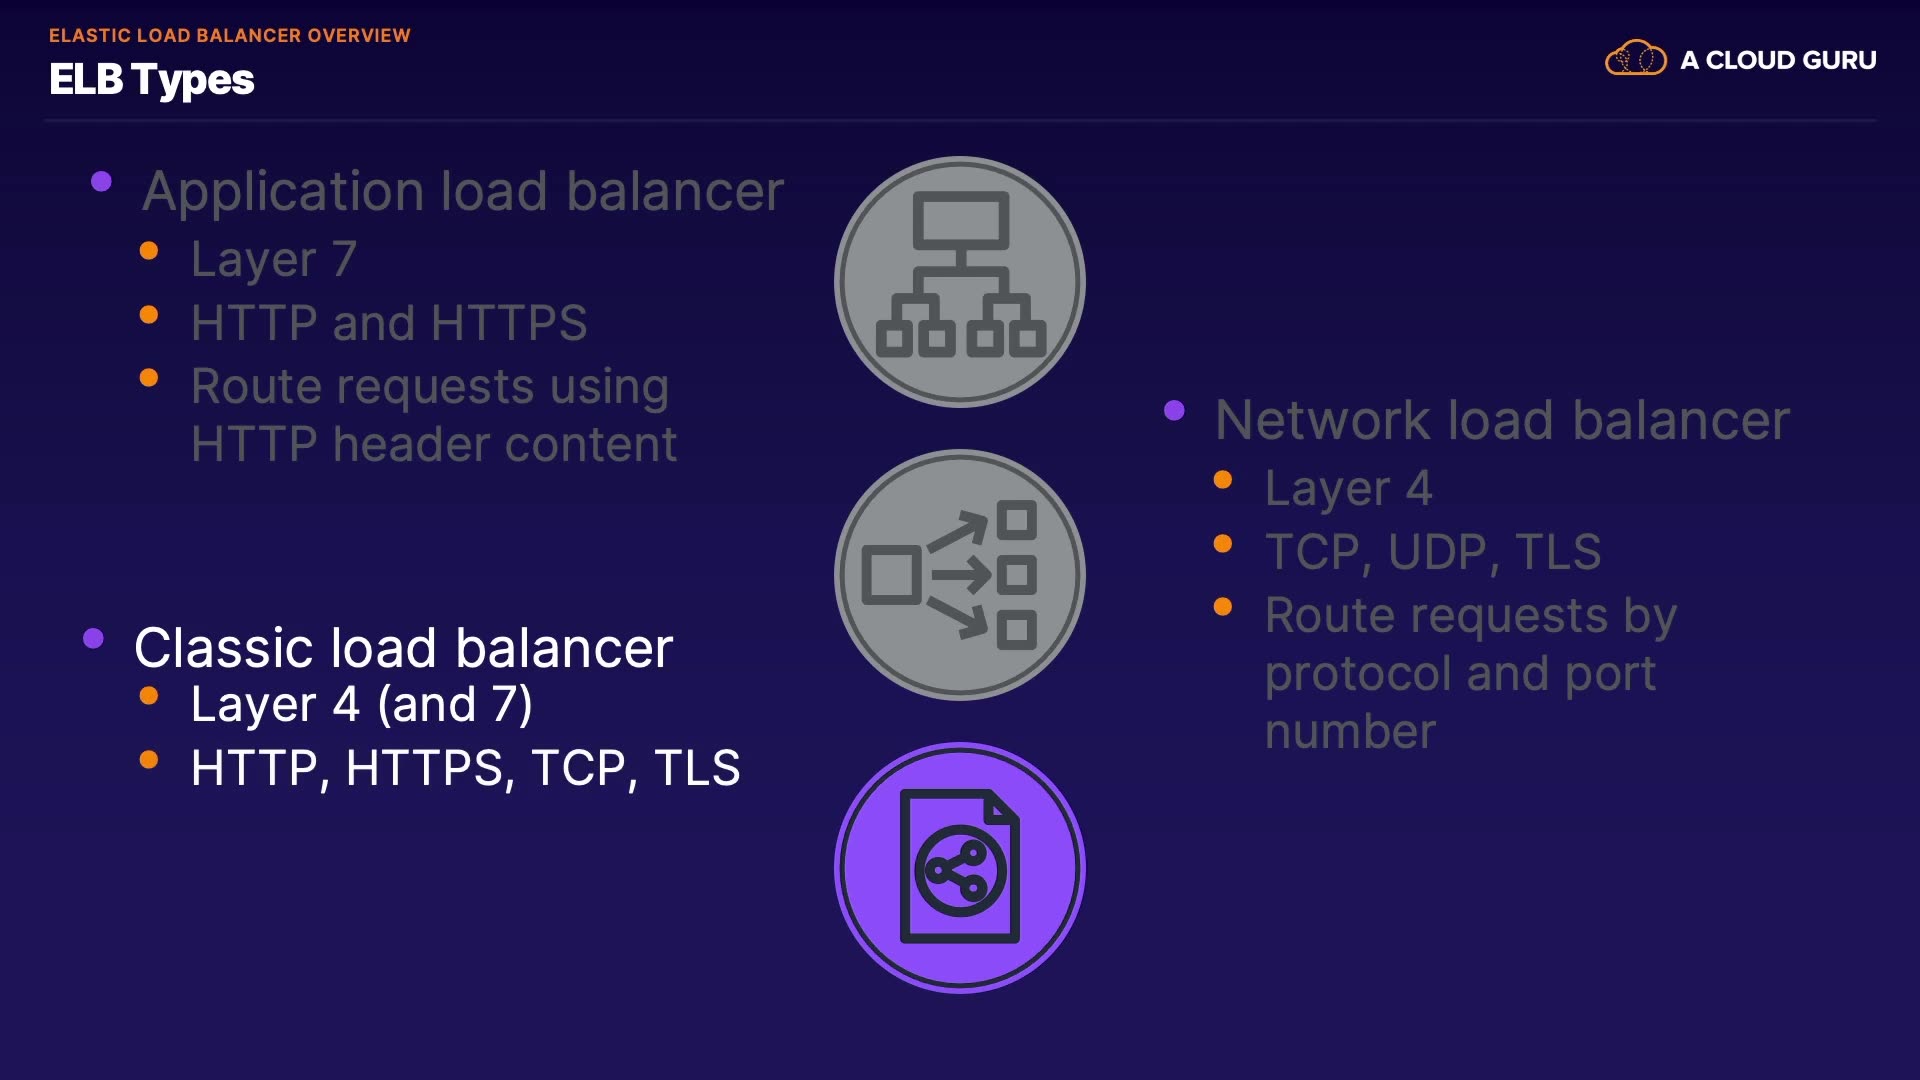 ELASTIC LOAD BALANCER OVERVIEW
ELB Types
A CLOUD GURU
Application load balancer
Layer 7
HTTP and HTTPS
Route requests using
HTTP header content
Network load balancer
Layer 4
TCP, UDP, TLS
Route requests by
protocol and port
number
Classic load balancer
Layer 4 (and 7)
HTTP, HTTPS, TCP, TLS